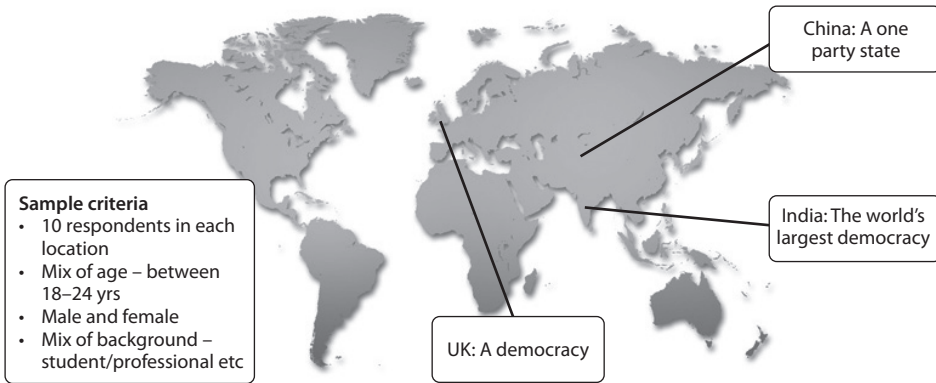 China: A one
party state
Sample criteria
• 10 respondents in each
location
• Mix of age – between
18–24 yrs
• Male and female
• Mix of background –
student/professional etc
India: The world's
largest democracy
UK: A democracy